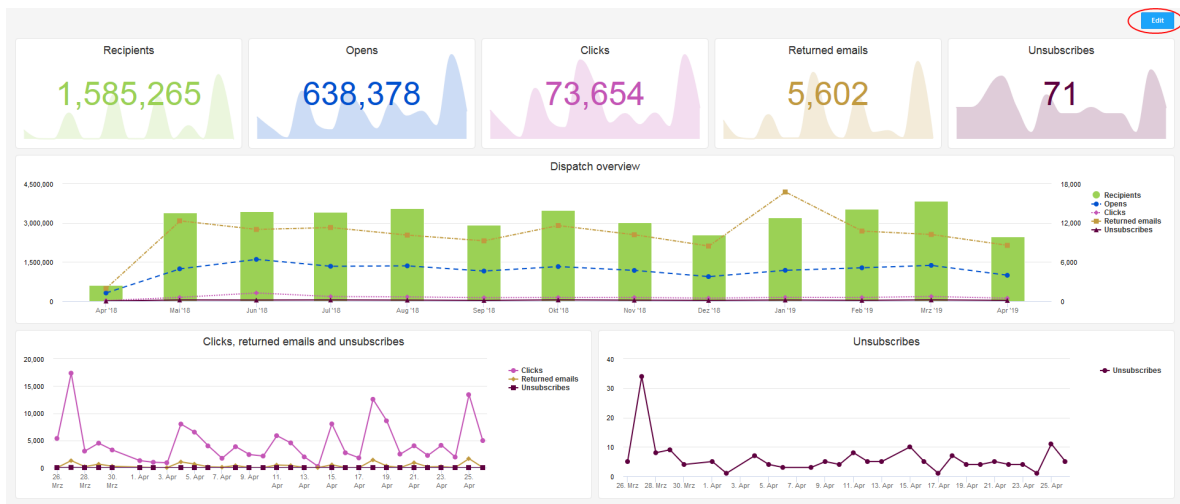 Edit
Recipients
1,585,265
Opens
638,378
Clicks
73,654
Returned emails
5,602
Unsubscribes
71
Dispatch overview
4,500,000
3,000,000
1,500,000
0
18,000
12,000
6,000
0
Apr '18 Mai '18 Jun '18 Jul '18 Aug '18 Sep '18 Okt '18 Nov '18 Dez '18 Jan '19 Feb '19 Mrz '19 Apr '19
Recipients
Opens
Clicks
Returned emails
Unsubscribes
Clicks, returned emails and unsubscribes
20,000
15,000
10,000
5,000
0
26. Mrz 28. Mrz 30. Mrz 1. Apr 3. Apr 5. Apr 7. Apr 9. Apr 11. Apr 13. Apr 15. Apr 17. Apr 19. Apr 21. Apr 23. Apr 25. Apr
Clicks
Returned emails
Unsubscribes
Unsubscribes
40
30
20
10
0
26. Mrz 28. Mrz 30. Mrz 1. Apr 3. Apr 5. Apr 7. Apr 9. Apr 11. Apr 13. Apr 15. Apr 17. Apr 19. Apr 21. Apr 23. Apr 25. Apr
Unsubscribes